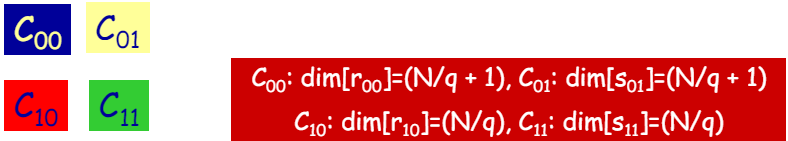 C₀₀ C₀₁
C₀₀: dim[r₀₀]=(N/q + 1), C₀₁: dim[s₀₁]=(N/q + 1)
C₁₀ C₁₁
C₁₀: dim[r₁₀]=(N/q), C₁₁: dim[s₁₁]=(N/q)